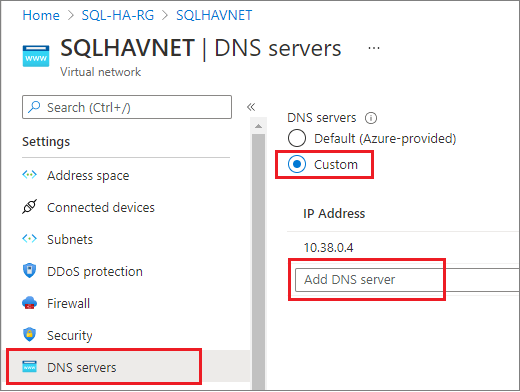 Home > SQL-HA-RG > SQLHAVNET
SQLHAVNET | DNS servers ...
www
Virtual network
Search (Ctrl+/)
«
Settings
Address space
Connected devices
Subnets
DDoS protection
Firewall
Security
DNS servers
DNS servers
Default (Azure-provided)
Custom
IP Address
10.38.0.4
Add DNS server